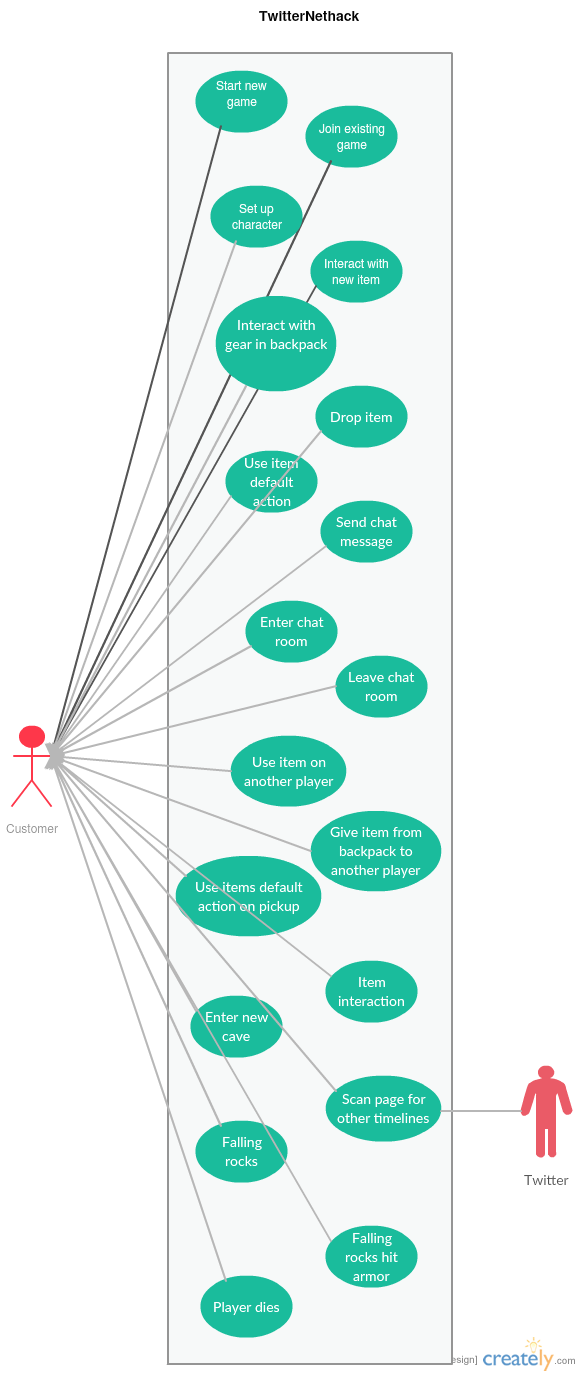 TwitterNethack
Start new
game
Join existing
game
Set up
character
Interact with
new item
Interact with
gear in backpack
Drop item
Use item
default
action
Send chat
message
Enter chat
room
Leave chat
room
Customer
Use item on
another player
Give item from
backpack to
another player
Use items default
action on pickup
Item
interaction
Enter new
cave
Scan page for
other timelines
Twitter
Falling
rocks
Falling
rocks hit
armor
Player dies
esign] creately.com